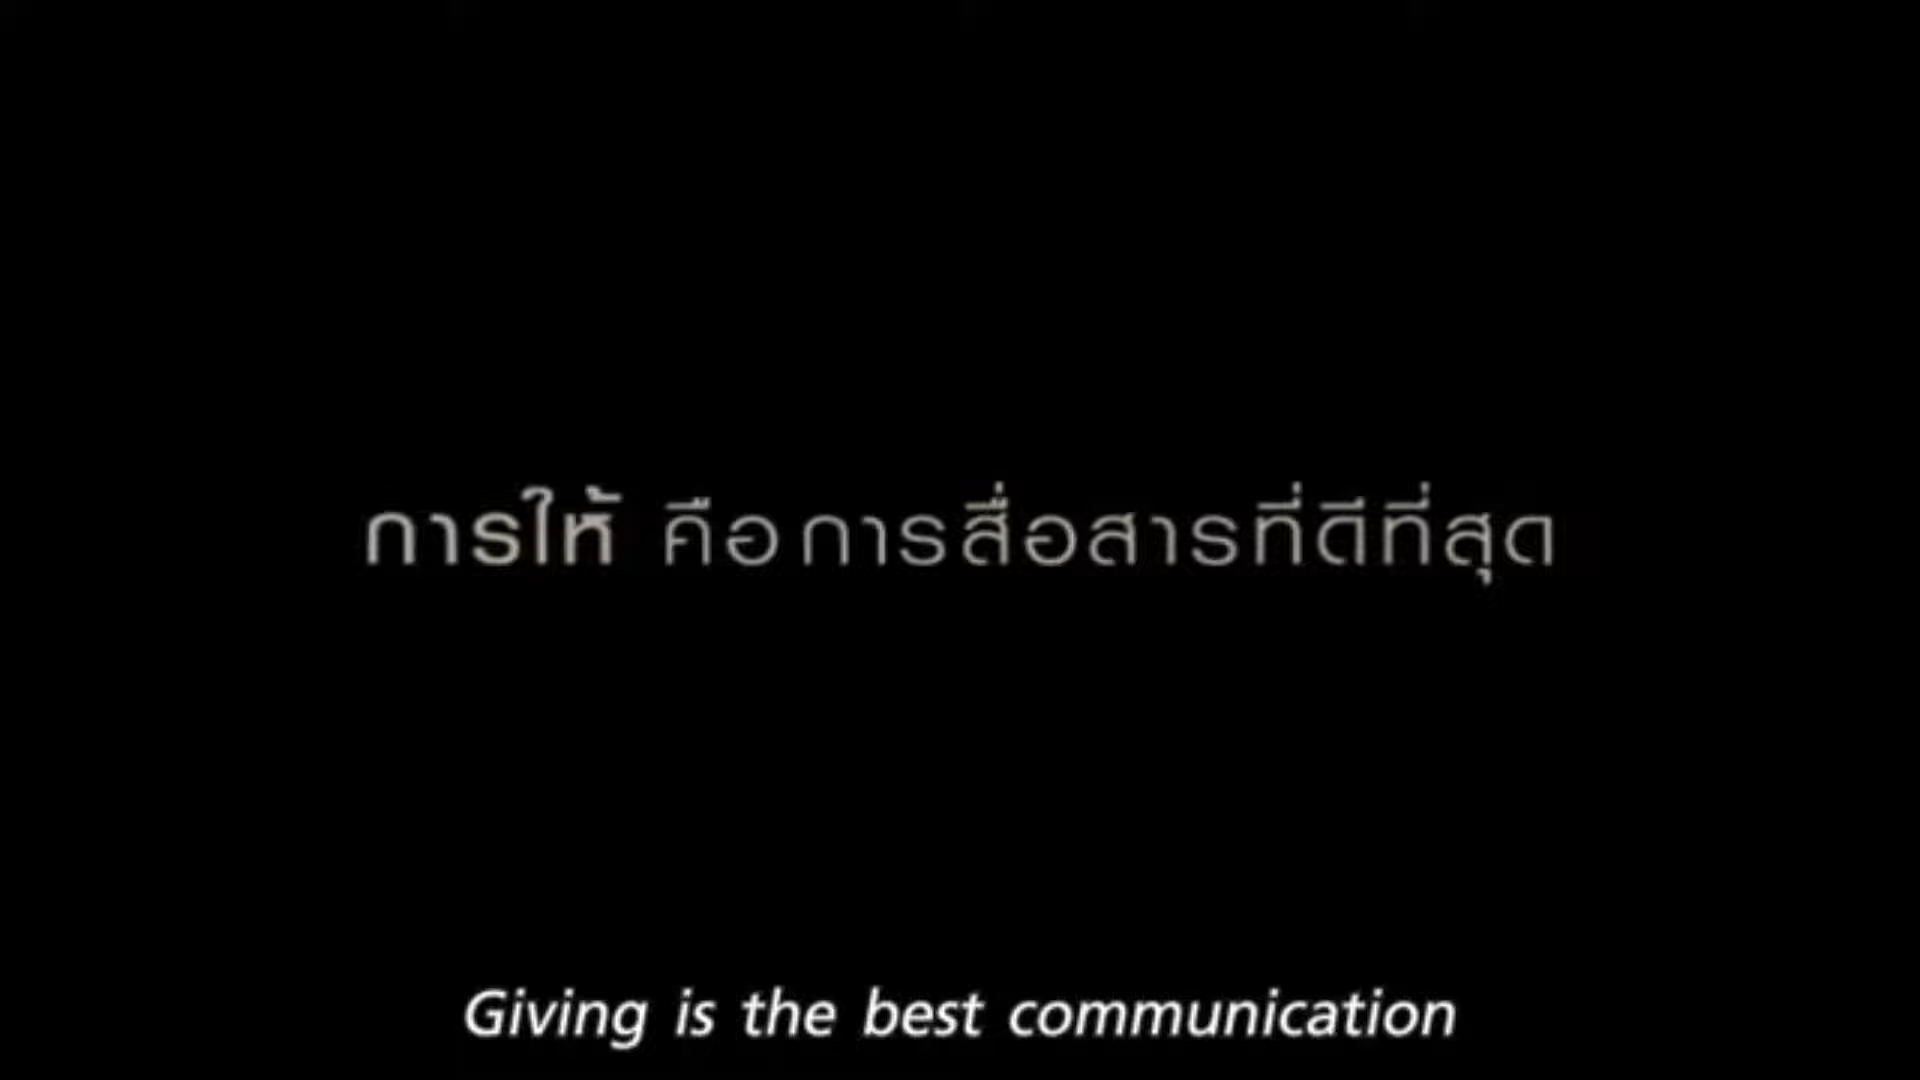 การให้ คือการสื่อสารที่ดีที่สุด
Giving is the best communication